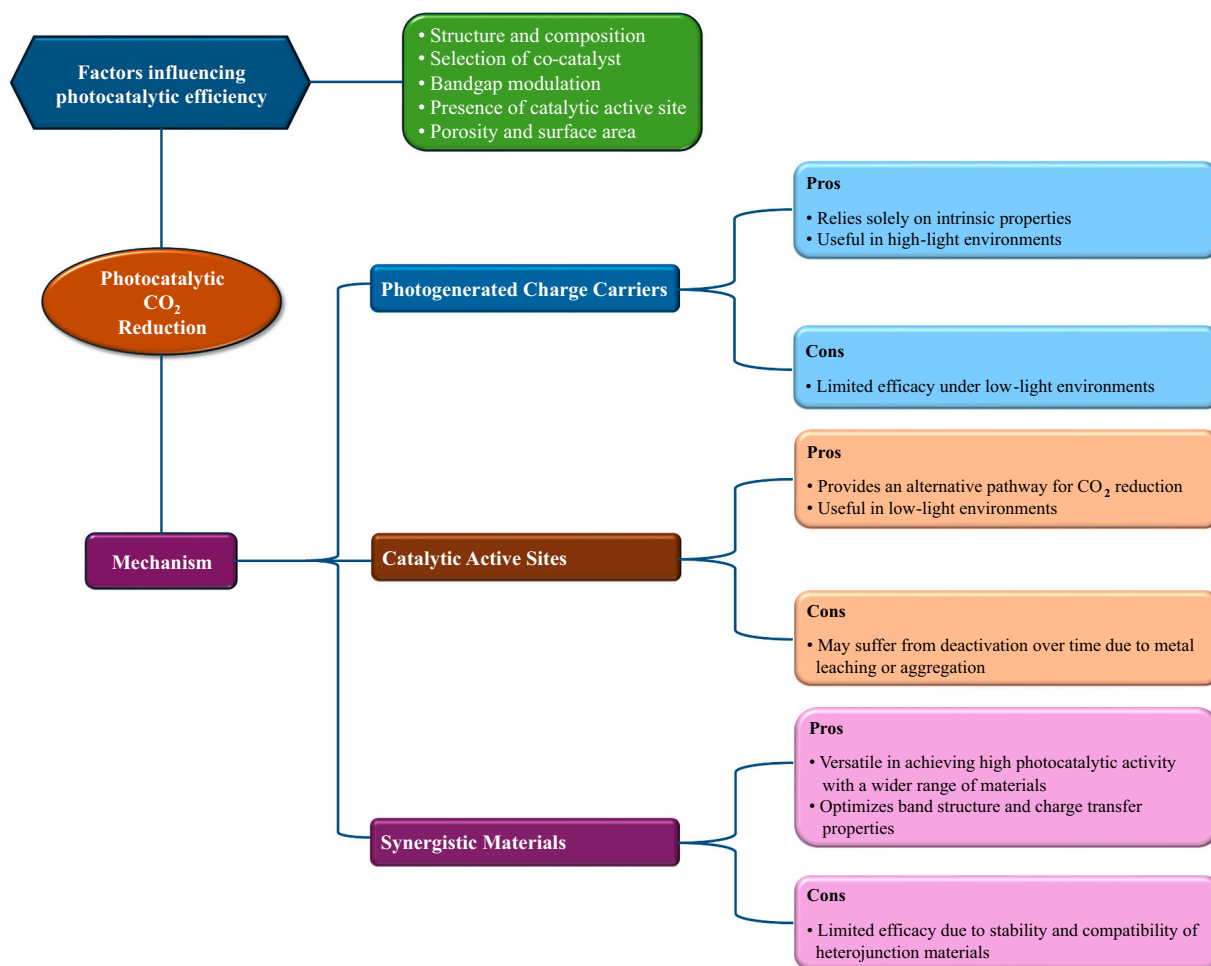 Factors influencing
photocatalytic efficiency
• Structure and composition
• Selection of co-catalyst
• Bandgap modulation
• Presence of catalytic active site
• Porosity and surface area
Photocatalytic
CO₂
Reduction
Mechanism
Photogenerated Charge Carriers
Pros
• Relies solely on intrinsic properties
• Useful in high-light environments
Cons
• Limited efficacy under low-light environments
Catalytic Active Sites
Pros
• Provides an alternative pathway for CO₂ reduction
• Useful in low-light environments
Cons
• May suffer from deactivation over time due to metal
leaching or aggregation
Synergistic Materials
Pros
• Versatile in achieving high photocatalytic activity
with a wider range of materials
• Optimizes band structure and charge transfer
properties
Cons
• Limited efficacy due to stability and compatibility of
heterojunction materials